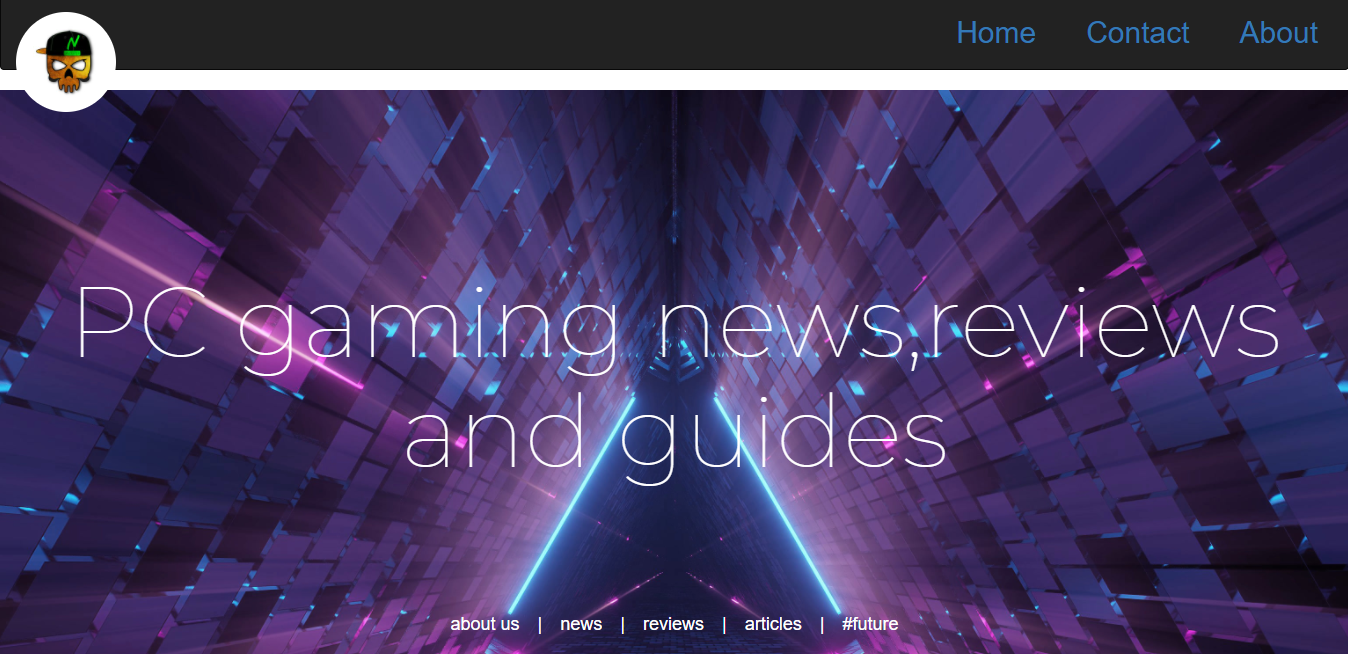 N
Home Contact About
PC gaming news,reviews
and guides
about us | news | reviews | articles | #future